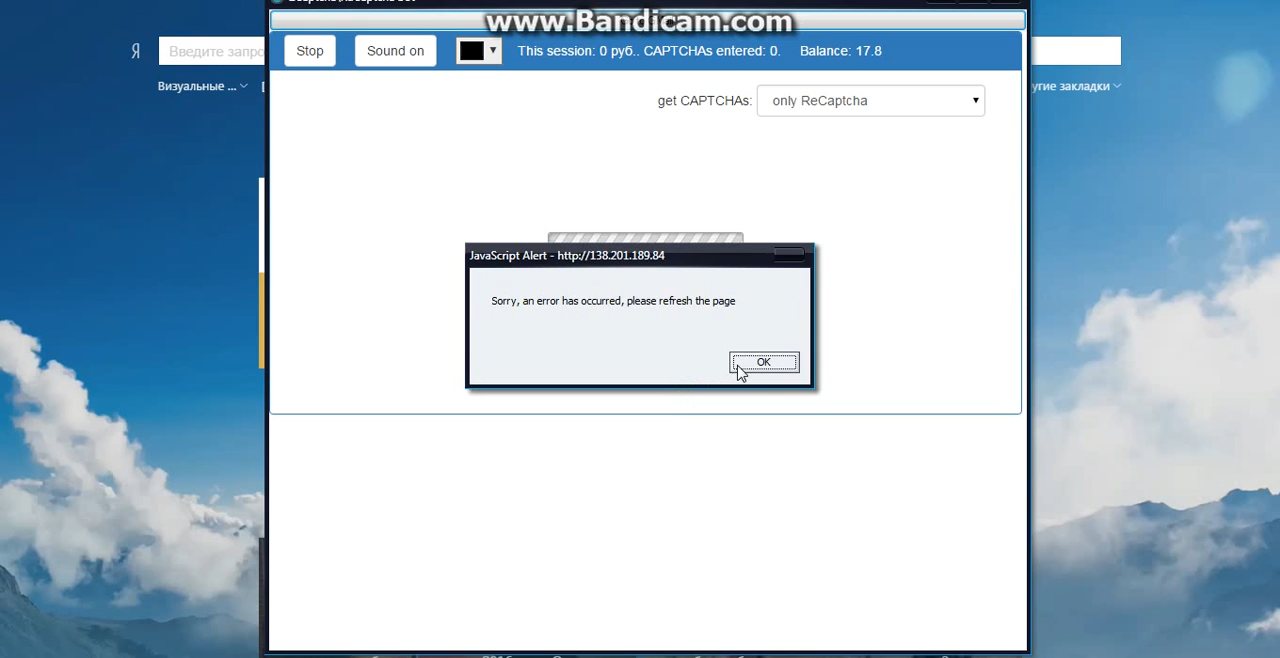 www.Bandicam.com
Stop
Sound on
This session: 0 руб.. CAPTCHAs entered: 0.
Balance: 17.8
Я
Введите запро
Визуальные ...
угие закладки
get CAPTCHAs:
only ReCaptcha
JavaScript Alert - http://138.201.189.84
Sorry, an error has occurred, please refresh the page
OK